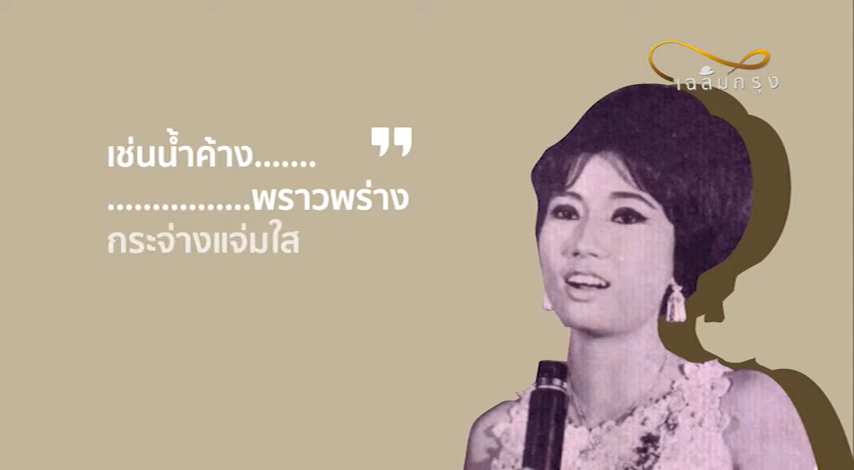 เฉลิมกรุง
เช่นน้ำค้าง....... ”
................พราวพร่าง
กระจ่างแจ่มใส